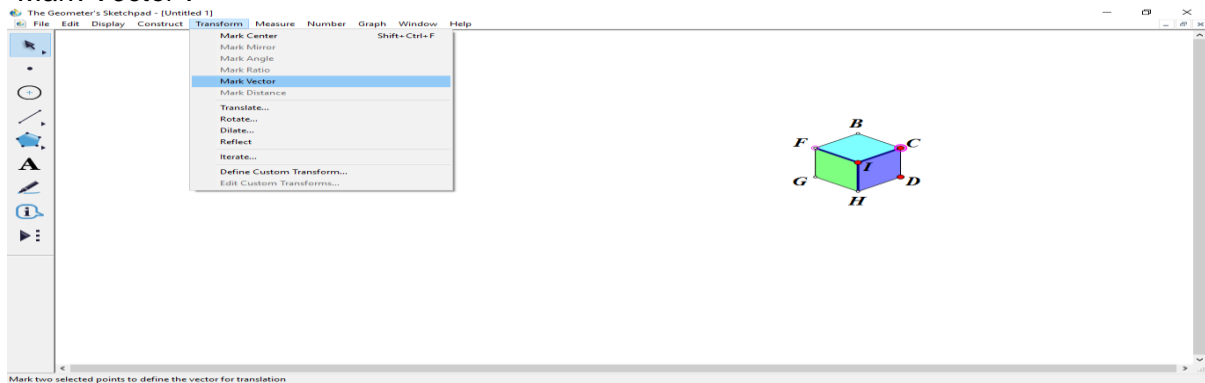 The Geometer's Sketchpad - [Untitled 1]
File Edit Display Construct Transform Measure Number Graph Window Help
Mark Center Shift+Ctrl+F
Mark Mirror
Mark Angle
Mark Ratio
Mark Vector
Mark Distance
Translate...
Rotate...
Dilate...
Reflect
Iterate...
Define Custom Transform...
Edit Custom Transforms...
A
B
F C
I
G D
H
Mark two selected points to define the vector for translation